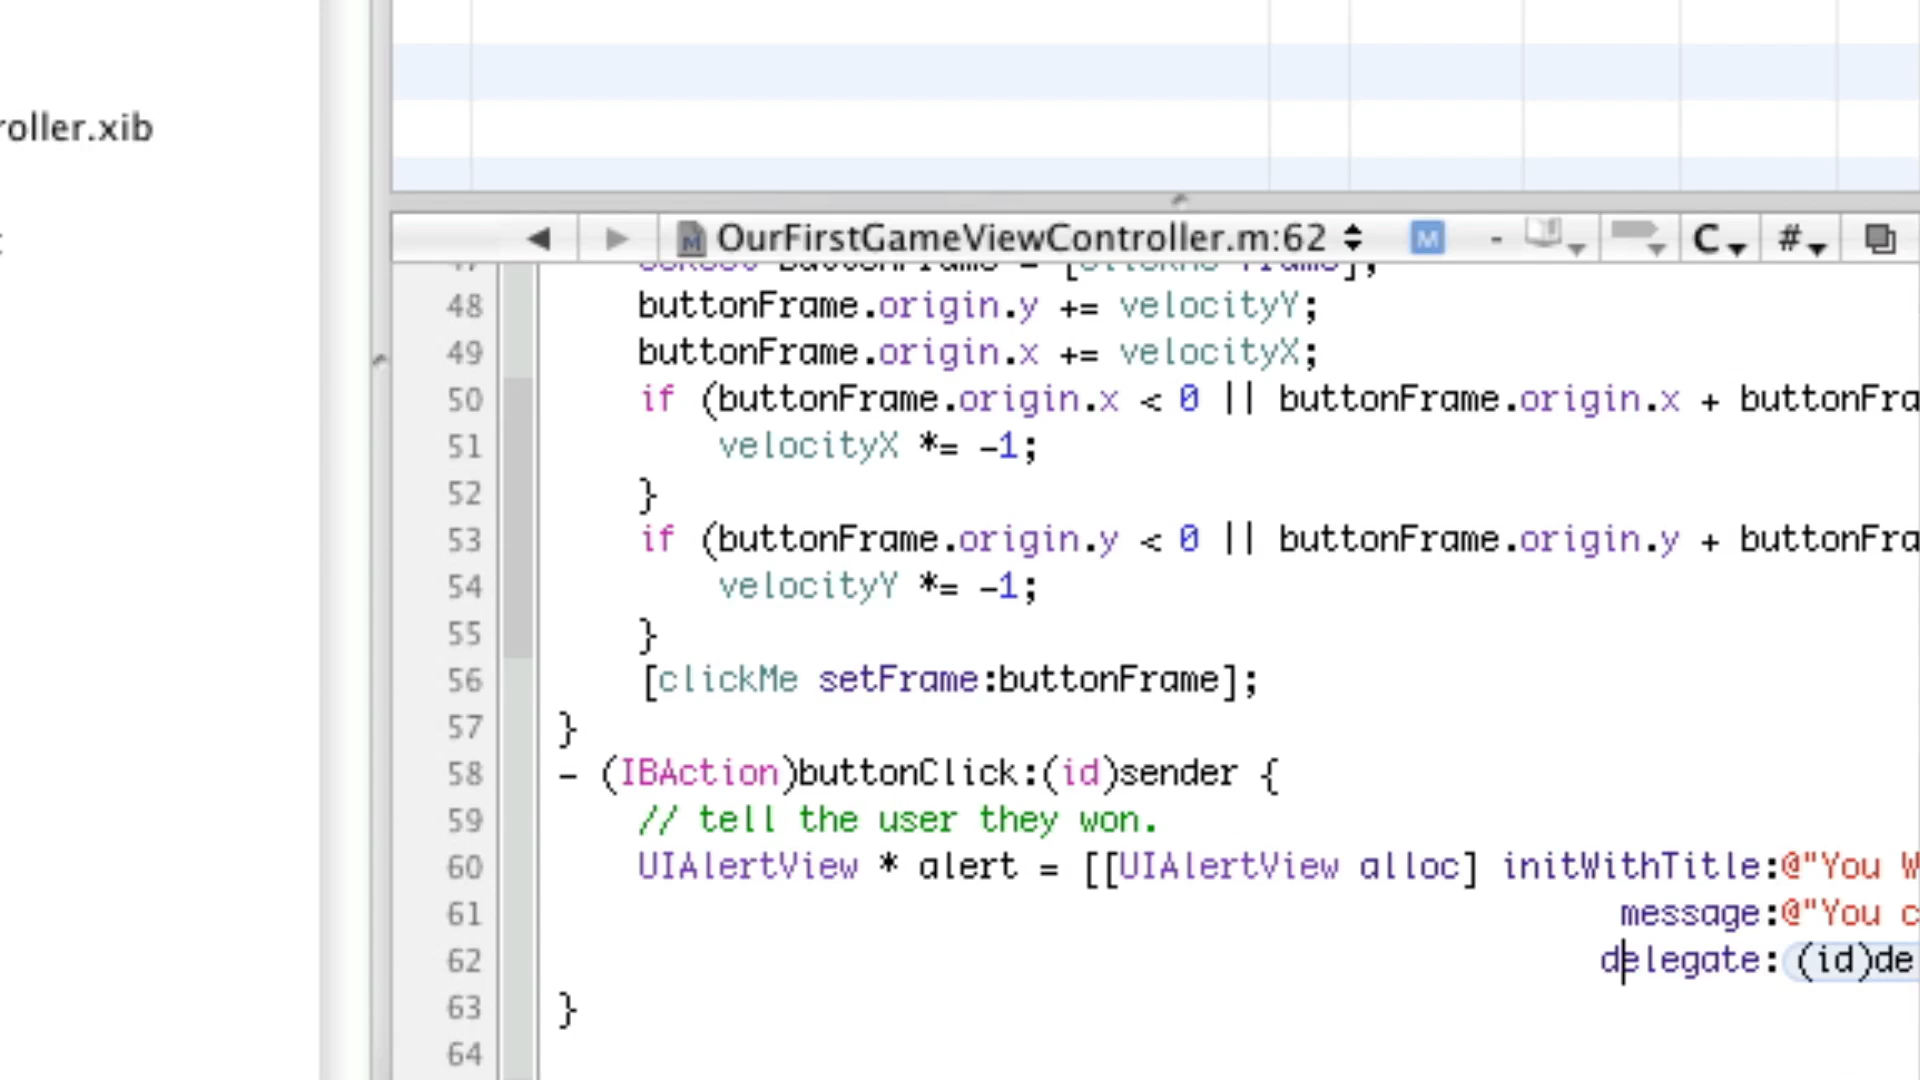 roller.xib
OurFirstGameViewController.m:62 M - C #
48 buttonFrame.origin.y += velocityY;
49 buttonFrame.origin.x += velocityX;
50 if (buttonFrame.origin.x < 0 || buttonFrame.origin.x + buttonFra
51 velocityX *= -1;
52 }
53 if (buttonFrame.origin.y < 0 || buttonFrame.origin.y + buttonFra
54 velocityY *= -1;
55 }
56 [clickMe setFrame:buttonFrame];
57 }
58 - (IBAction)buttonClick:(id)sender {
59 // tell the user they won.
60 UIAlertView * alert = [[UIAlertView alloc] initWithTitle:@"You W
61 message:@"You c
62 delegate:(id)de
63 }
64